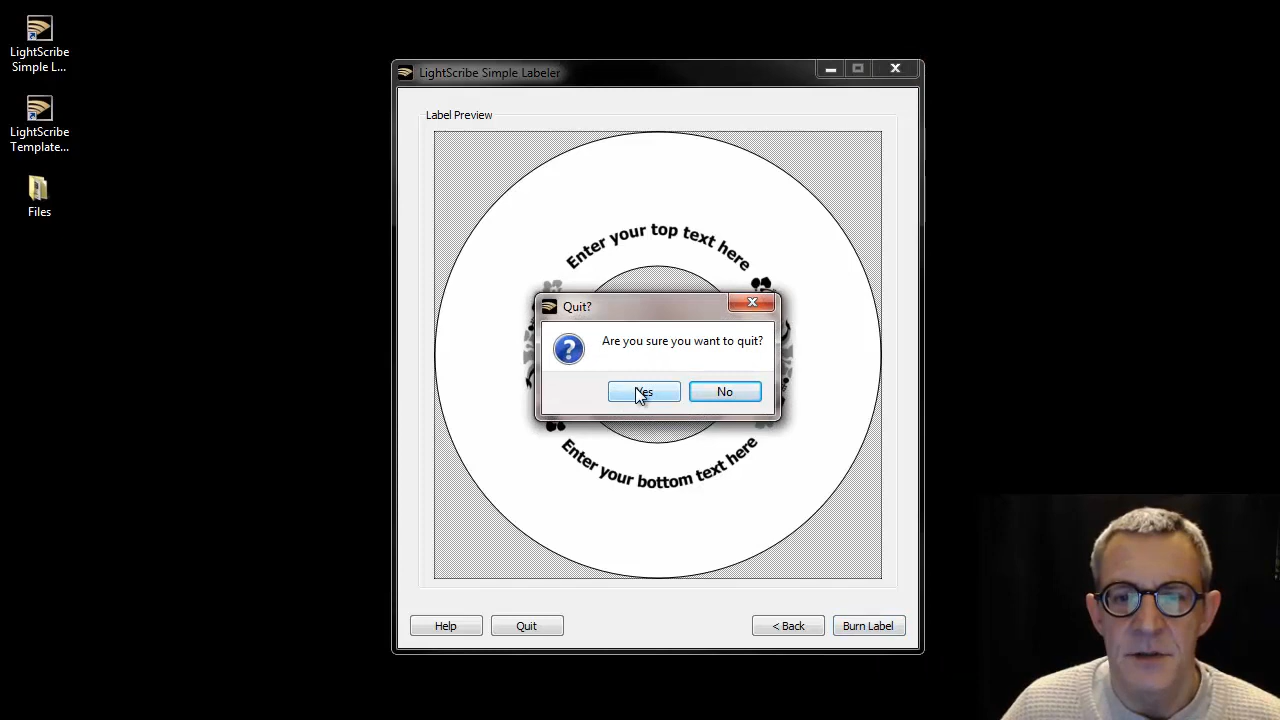 LightScribe
Simple L...
LightScribe
Template...
Files
LightScribe Simple Labeler
Label Preview
Enter your top text here
Quit?
Are you sure you want to quit?
Yes
No
Enter your bottom text here
Help
Quit
< Back
Burn Label